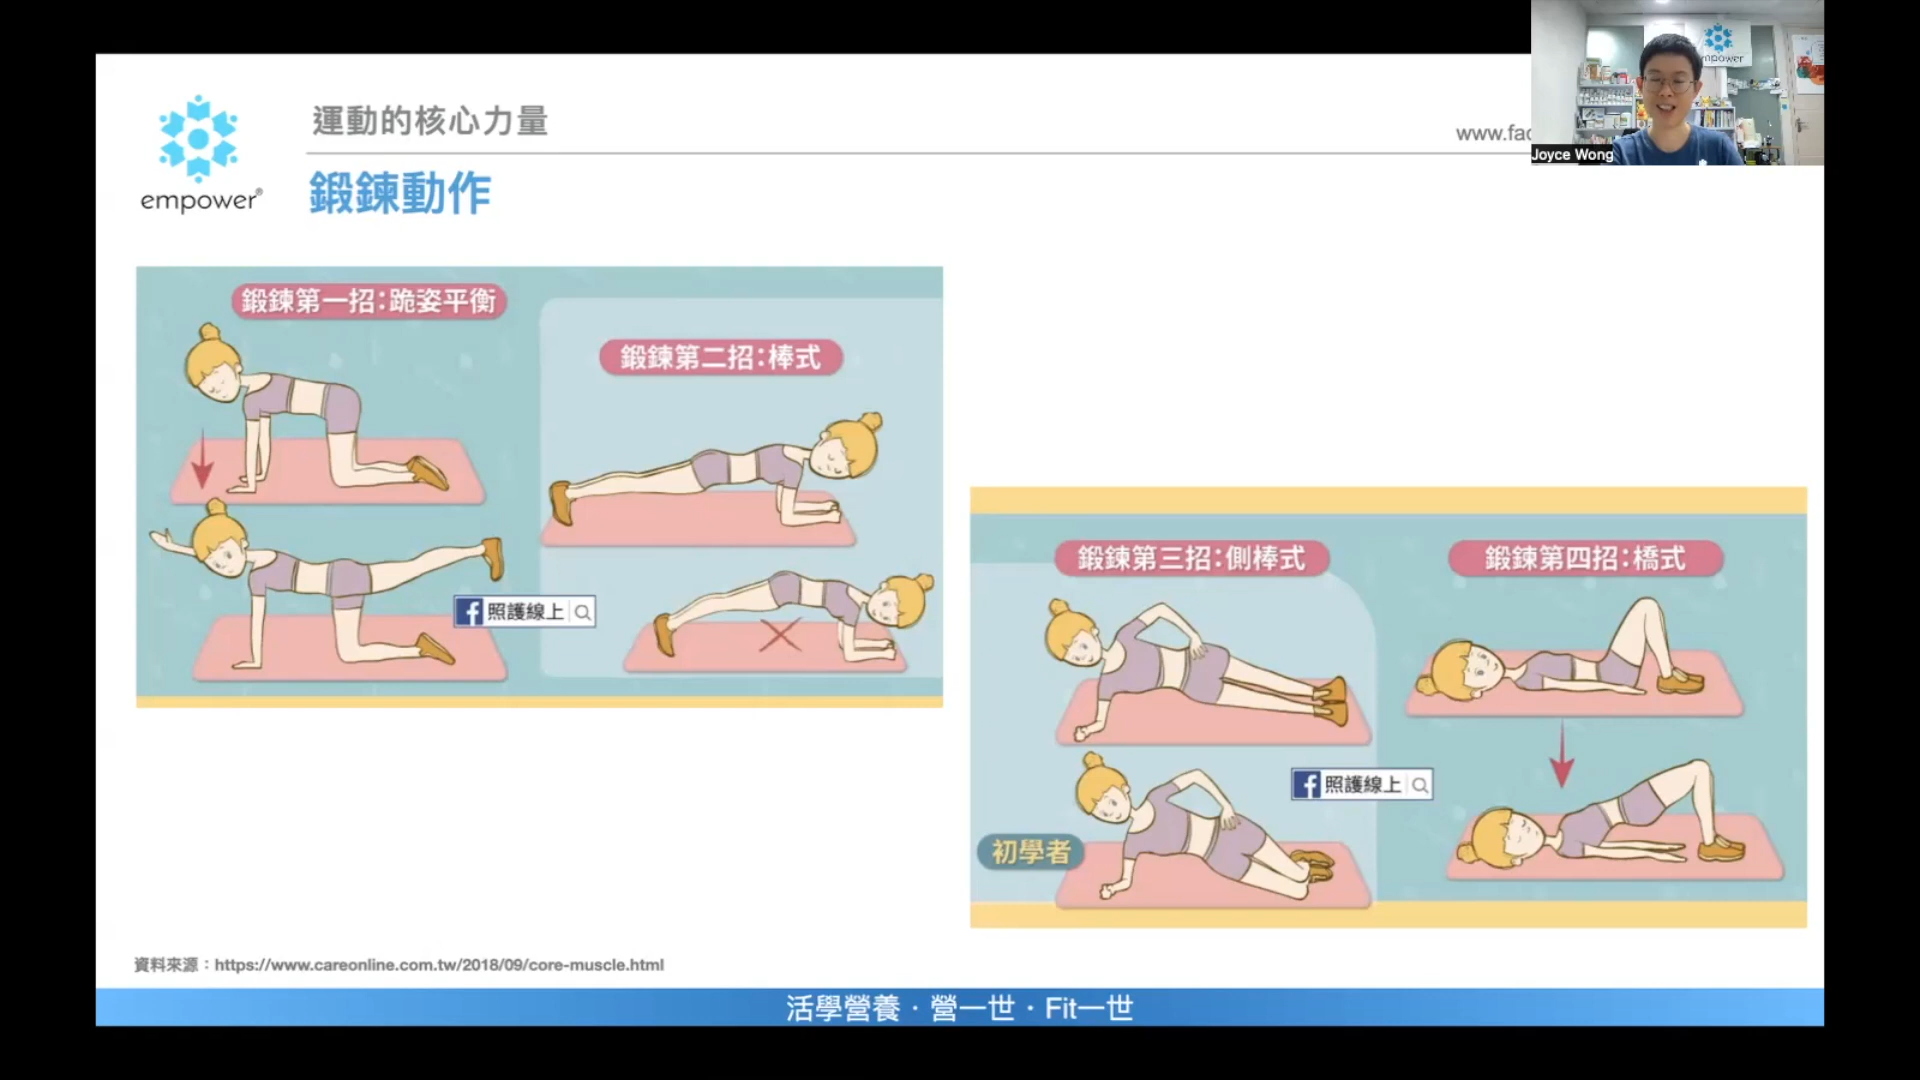 empower
運動的核心力量
www.fac
empower
Joyce Wong
empower®
鍛鍊動作
鍛鍊第一招:跪姿平衡
鍛鍊第二招:棒式
照護線上
鍛鍊第三招:側棒式
鍛鍊第四招:橋式
照護線上
初學者
資料來源:https://www.careonline.com.tw/2018/09/core-muscle.html
活學營養·營一世·Fit一世